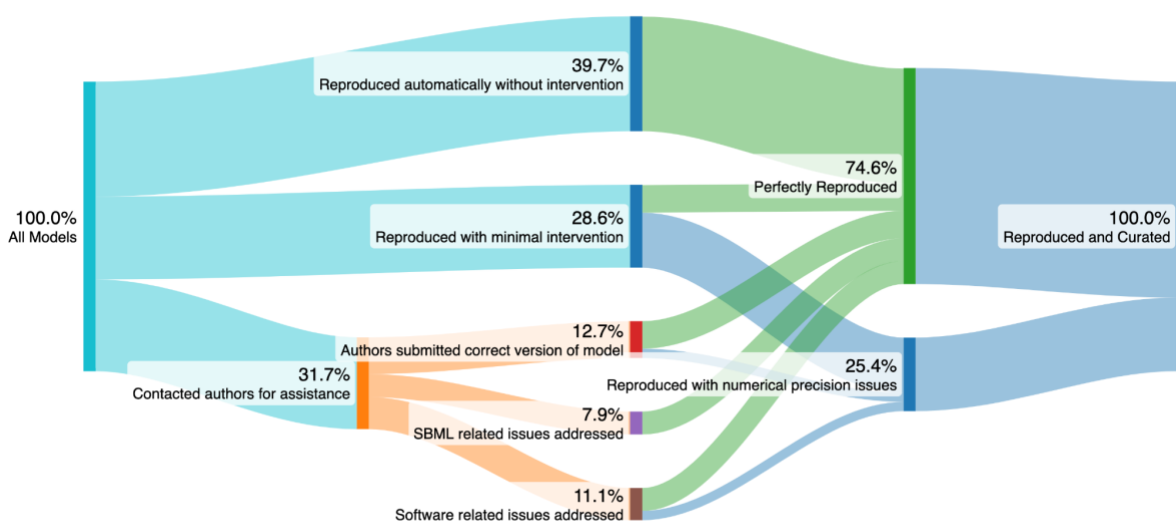 39.7%
Reproduced automatically without intervention
74.6%
Perfectly Reproduced
100.0%
All Models
28.6%
Reproduced with minimal intervention
100.0%
Reproduced and Curated
12.7%
Authors submitted correct version of model
31.7%
Contacted authors for assistance
25.4%
Reproduced with numerical precision issues
7.9%
SBML related issues addressed
11.1%
Software related issues addressed